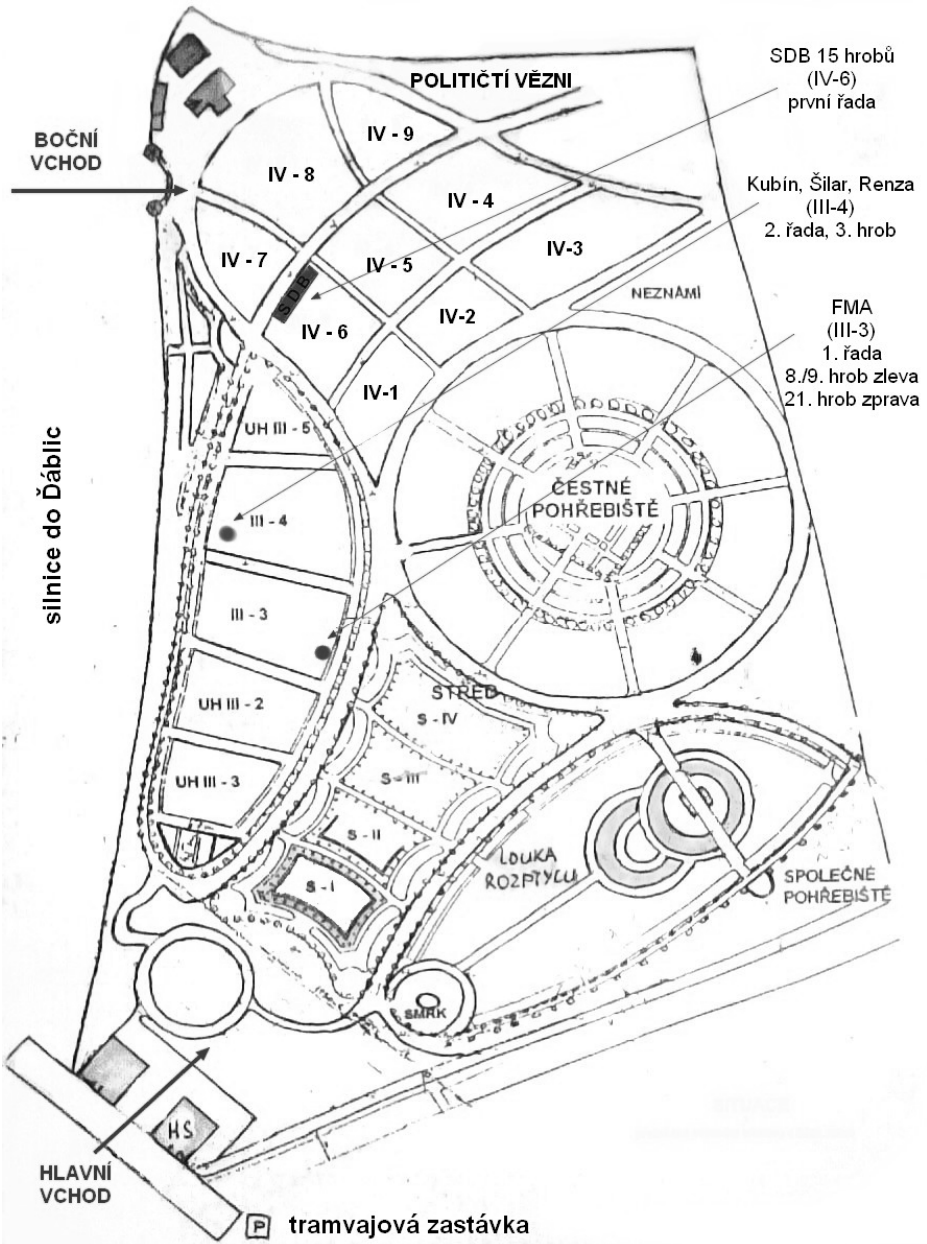 POLITIČTÍ VĚZNI
SDB 15 hrobů
(IV-6)
první řada
BOČNÍ
VCHOD
IV - 9
IV - 8
IV - 4
Kubín, Šilar, Renza
(III-4)
2. řada, 3. hrob
IV - 7
IV - 5
IV-3
SDB
IV-2
NEZNÁMÍ
IV - 6
FMA
(III-3)
1. řada
8./9. hrob zleva
21. hrob zprava
IV-1
UH III - 5
ČESTNÉ
POHŘEBIŠTĚ
III - 4
silnice do Ďáblic
III - 3
STŘED
UH III - 2
S - IV
UH III - 3
S - III
S - II
LOUKA
ROZPTYLU
S - I
SPOLEČNÉ
POHŘEBIŠTĚ
SMRK
HS
HLAVNÍ
VCHOD
P tramvajová zastávka